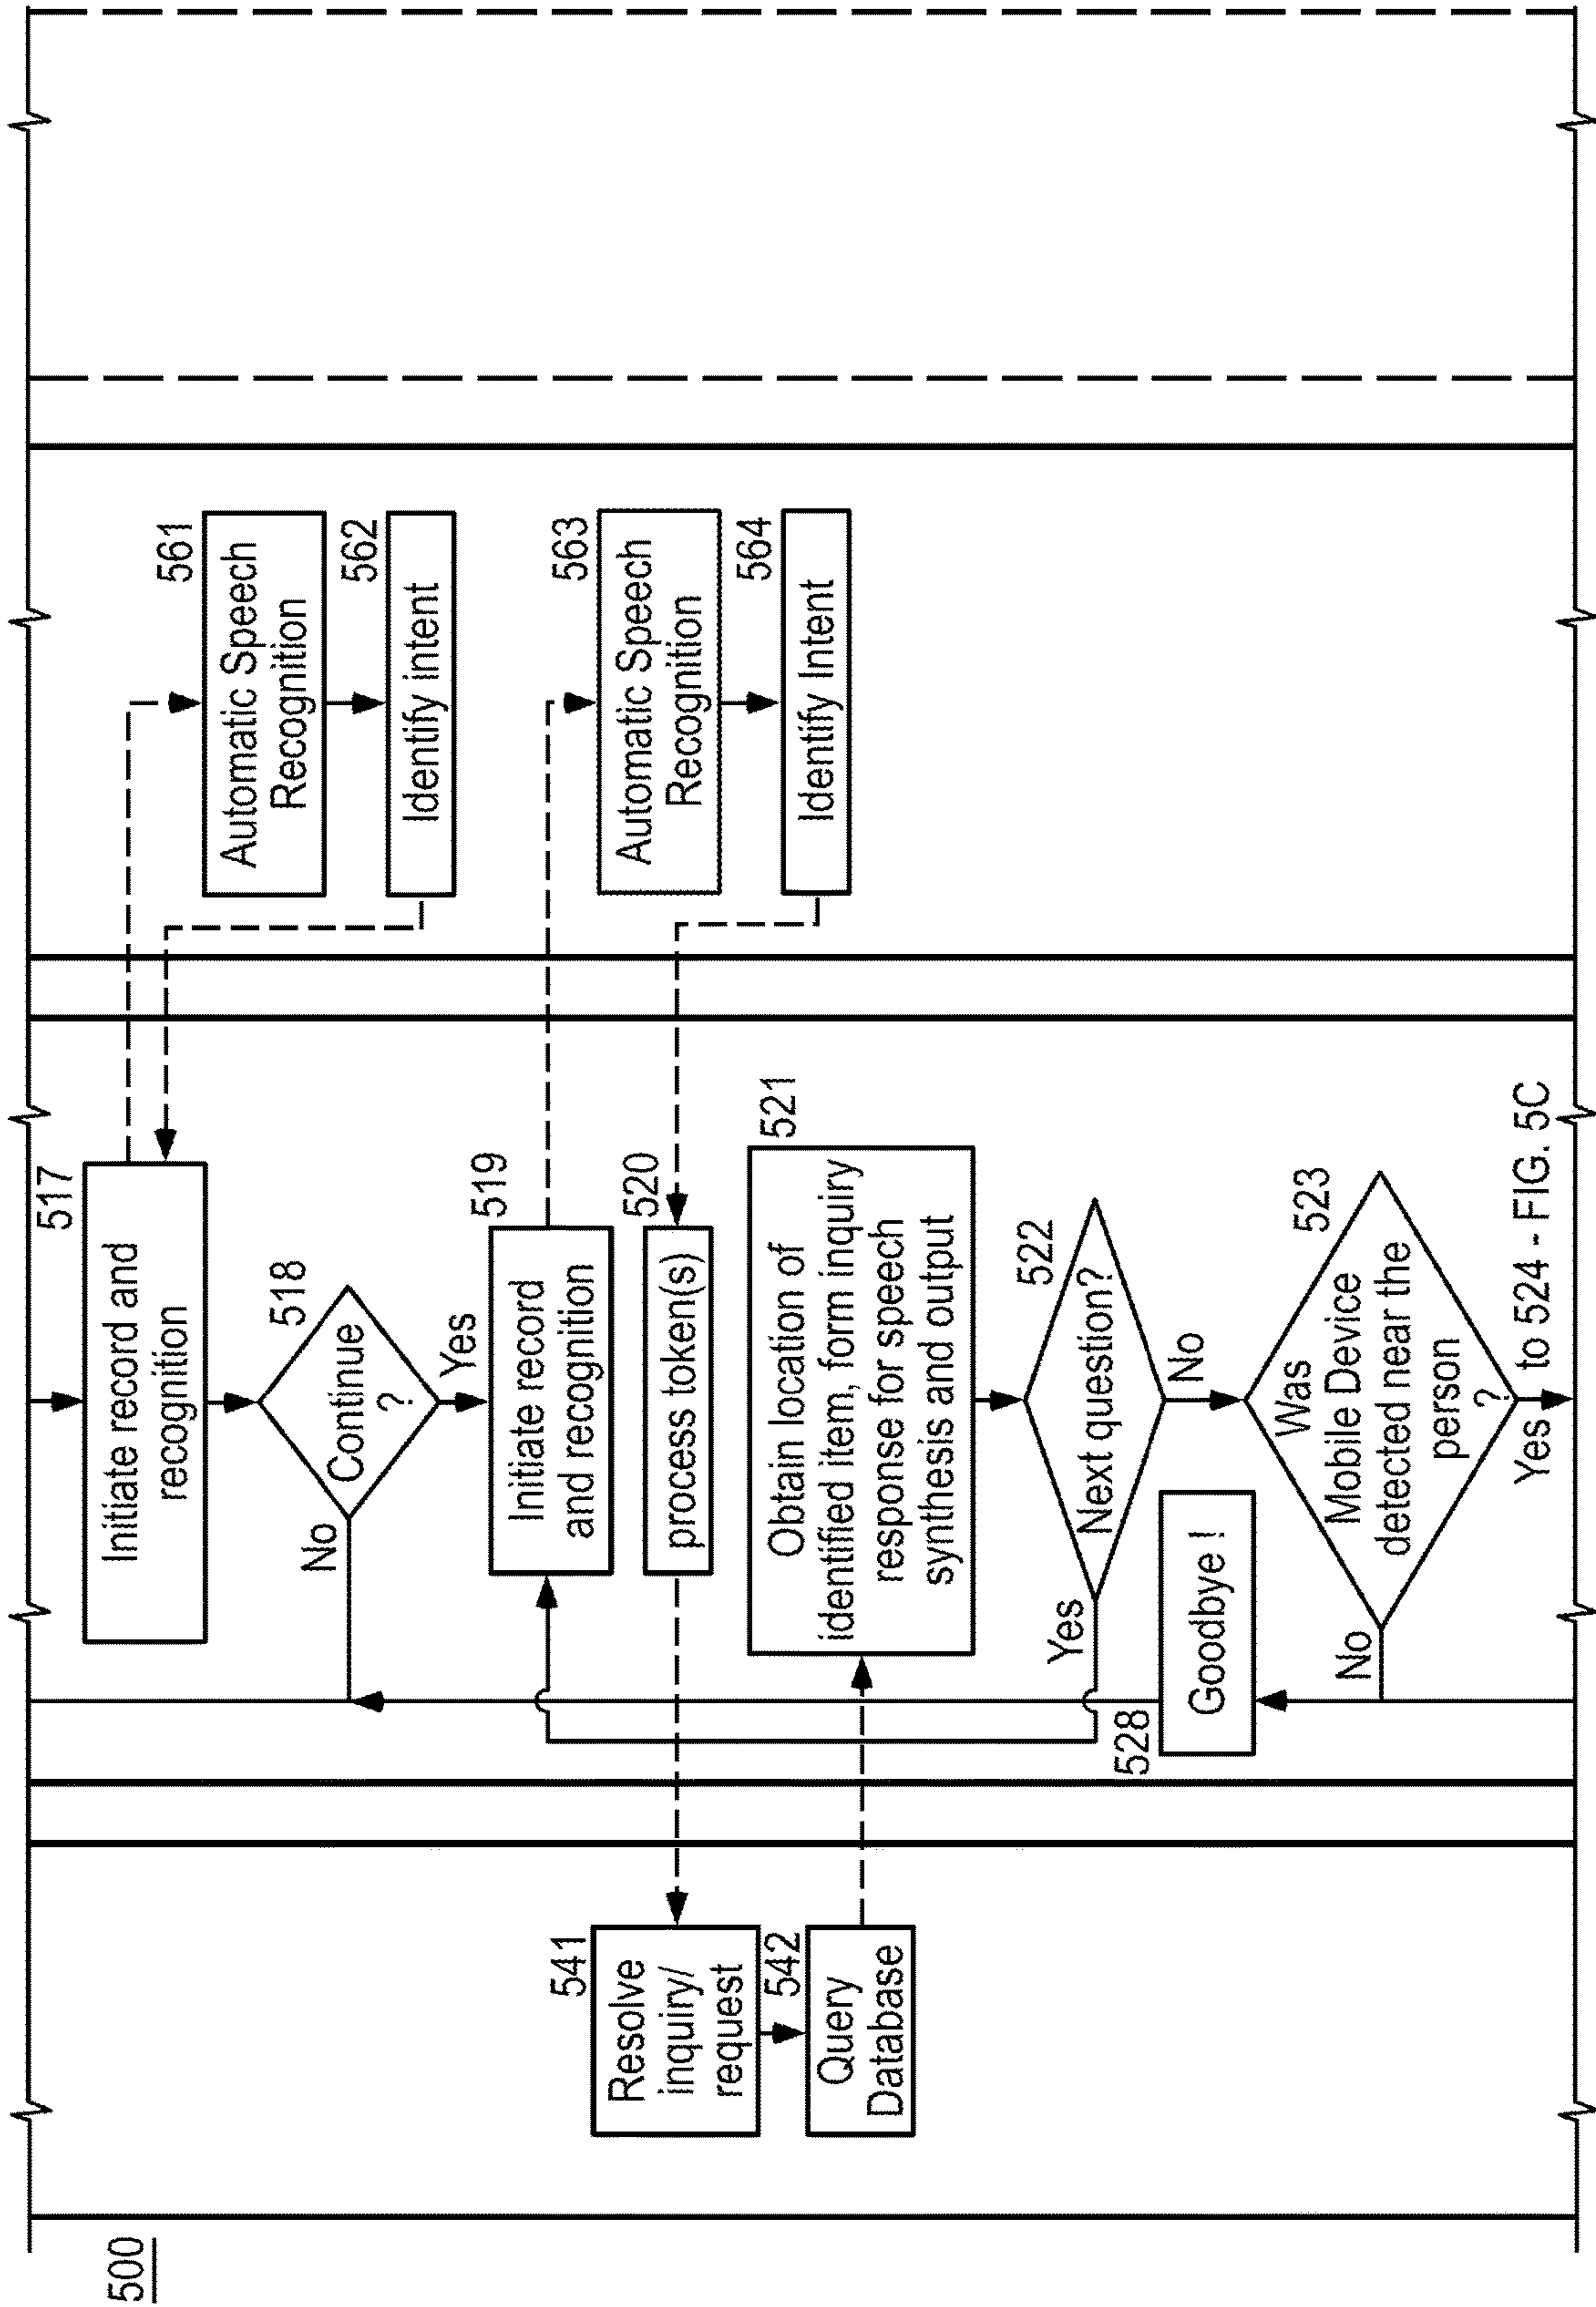 500
541
Resolve
inquiry/
request
542
Query
Database
517
Initiate record and
recognition
518
Continue
?
No
Yes
519
Initiate record
and recognition
520
process token(s)
521
Obtain location of
identified item, form inquiry
response for speech
synthesis and output
522
Next question?
Yes
No
528
Goodbye !
523
Was
Mobile Device
detected near the
person
?
No
Yes
to 524 - FIG. 5C
561
Automatic Speech
Recognition
562
Identify intent
563
Automatic Speech
Recognition
564
Identify Intent